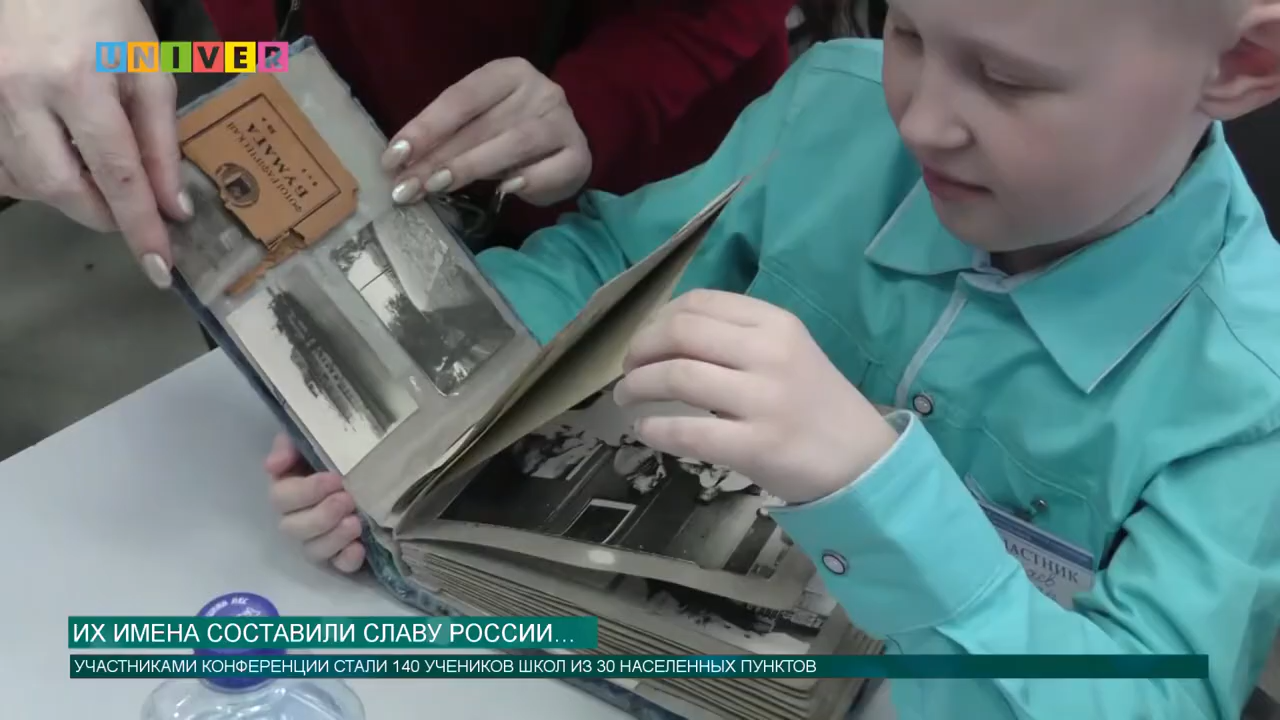 UNIVER
ФОТОГРАФИЧЕСКАЯ
БУМАГА
ИХ ИМЕНА СОСТАВИЛИ СЛАВУ РОССИИ...
УЧАСТНИКАМИ КОНФЕРЕНЦИИ СТАЛИ 140 УЧЕНИКОВ ШКОЛ ИЗ 30 НАСЕЛЕННЫХ ПУНКТОВ